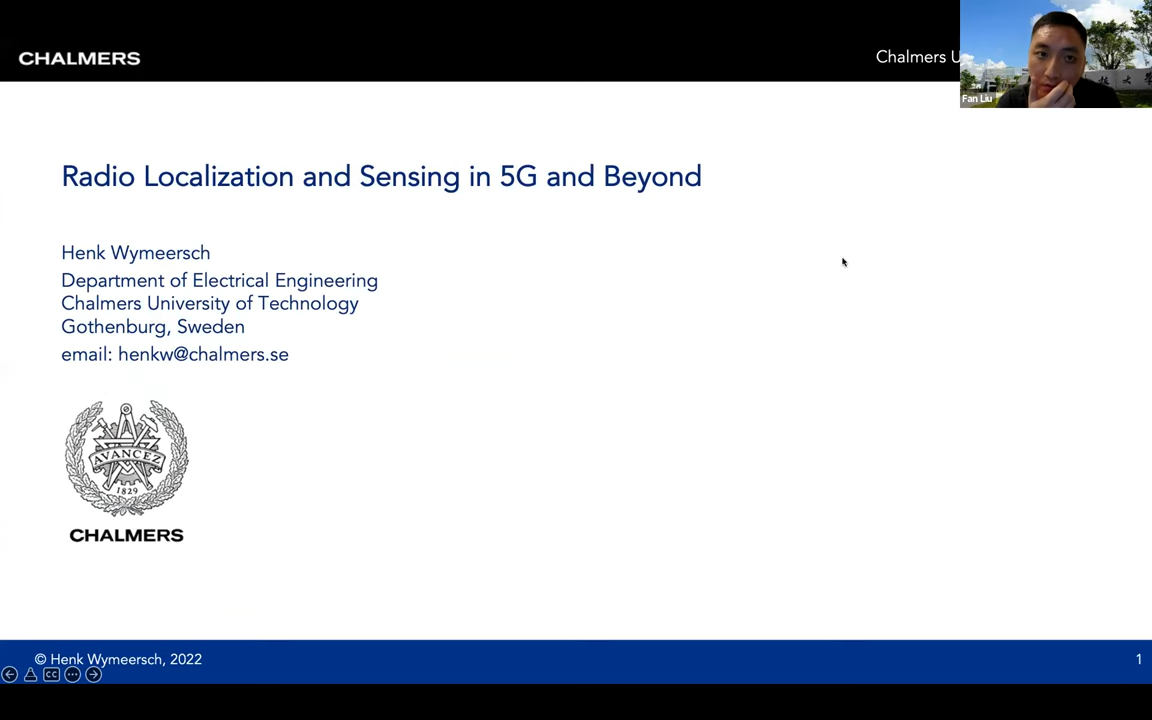 CHALMERS
Chalmers U
Fan Liu
Radio Localization and Sensing in 5G and Beyond
Henk Wymeersch
Department of Electrical Engineering
Chalmers University of Technology
Gothenburg, Sweden
email: henkw@chalmers.se
AVANCEZ
1829
CHALMERS
© Henk Wymeersch, 2022
1
CC